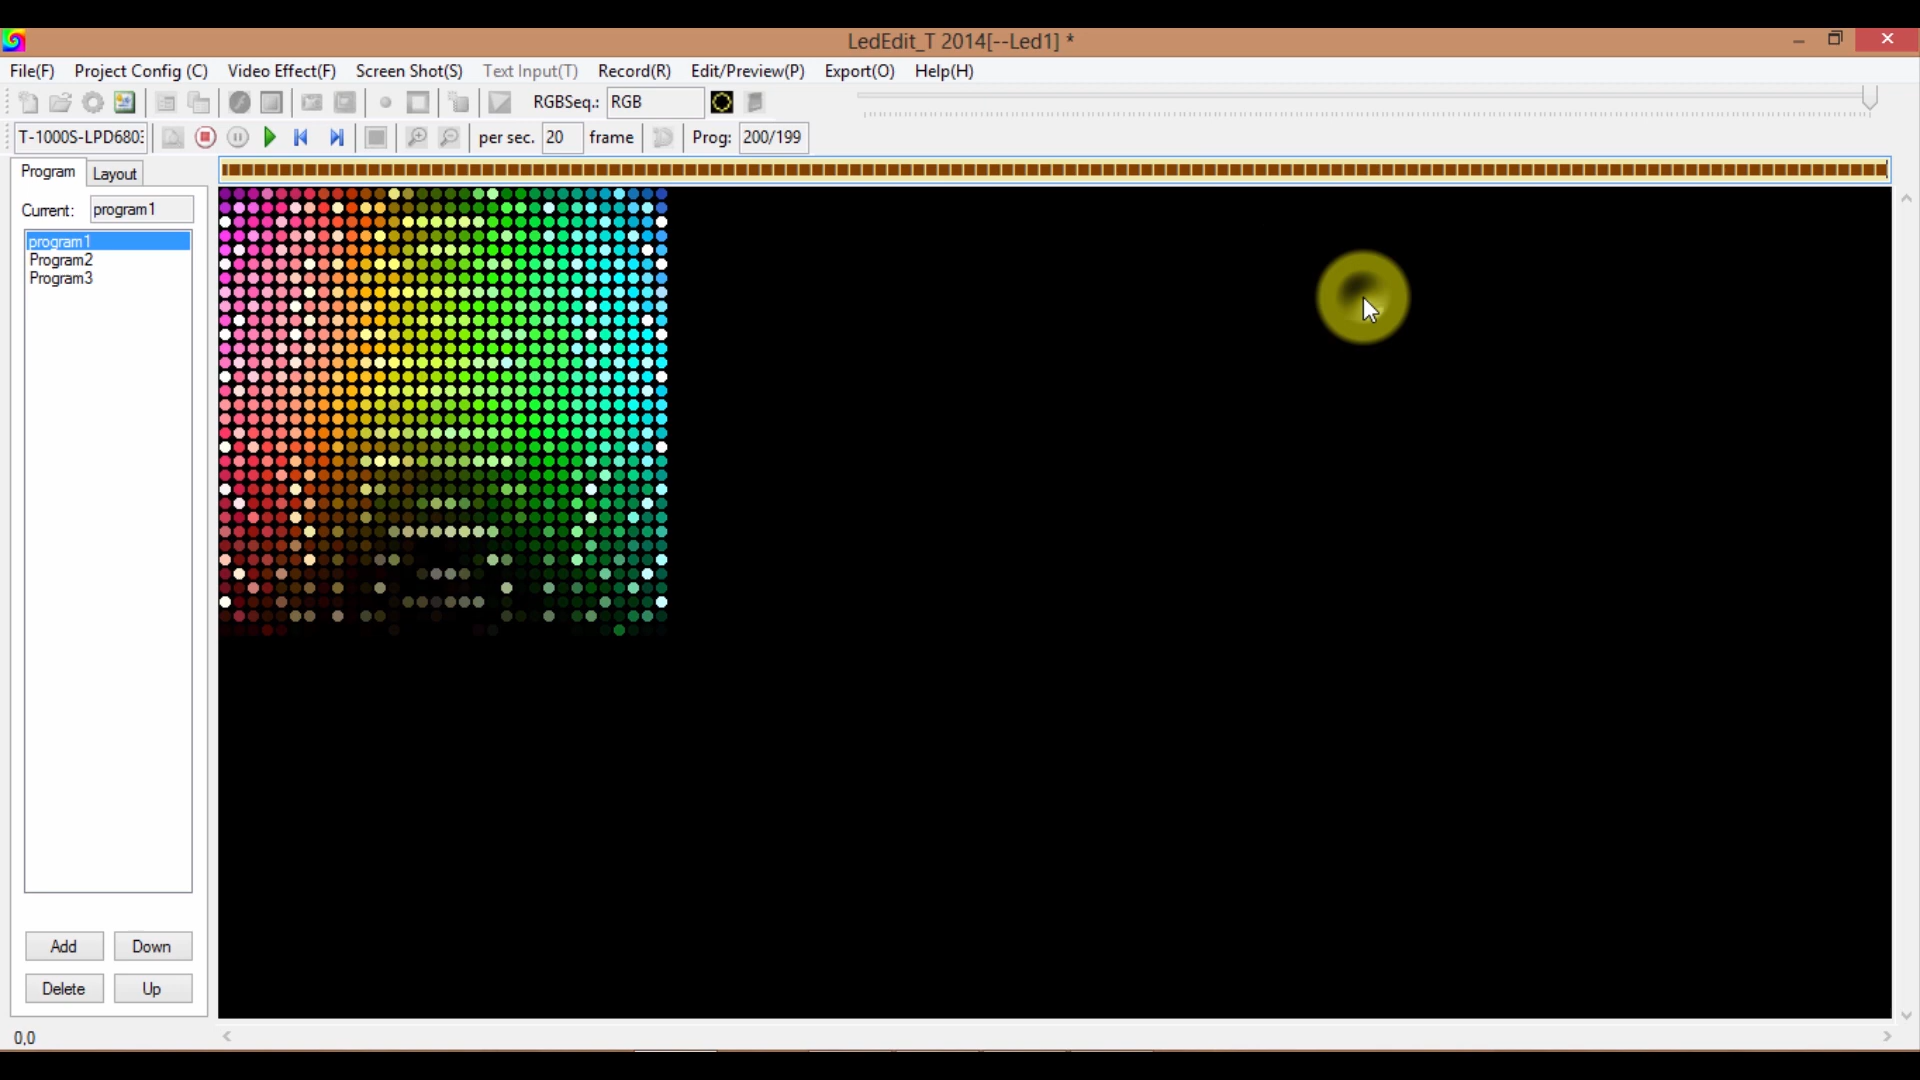 LedEdit_T 2014[--Led1] *
File(F) Project Config (C) Video Effect(F) Screen Shot(S) Text Input(T) Record(R) Edit/Preview(P) Export(O) Help(H)
RGBSeq.: RGB
T-1000S-LPD6803 per sec. 20 frame Prog: 200/199
Program Layout
Current: program1
program1
Program2
Program3
Add Down
Delete Up
0,0